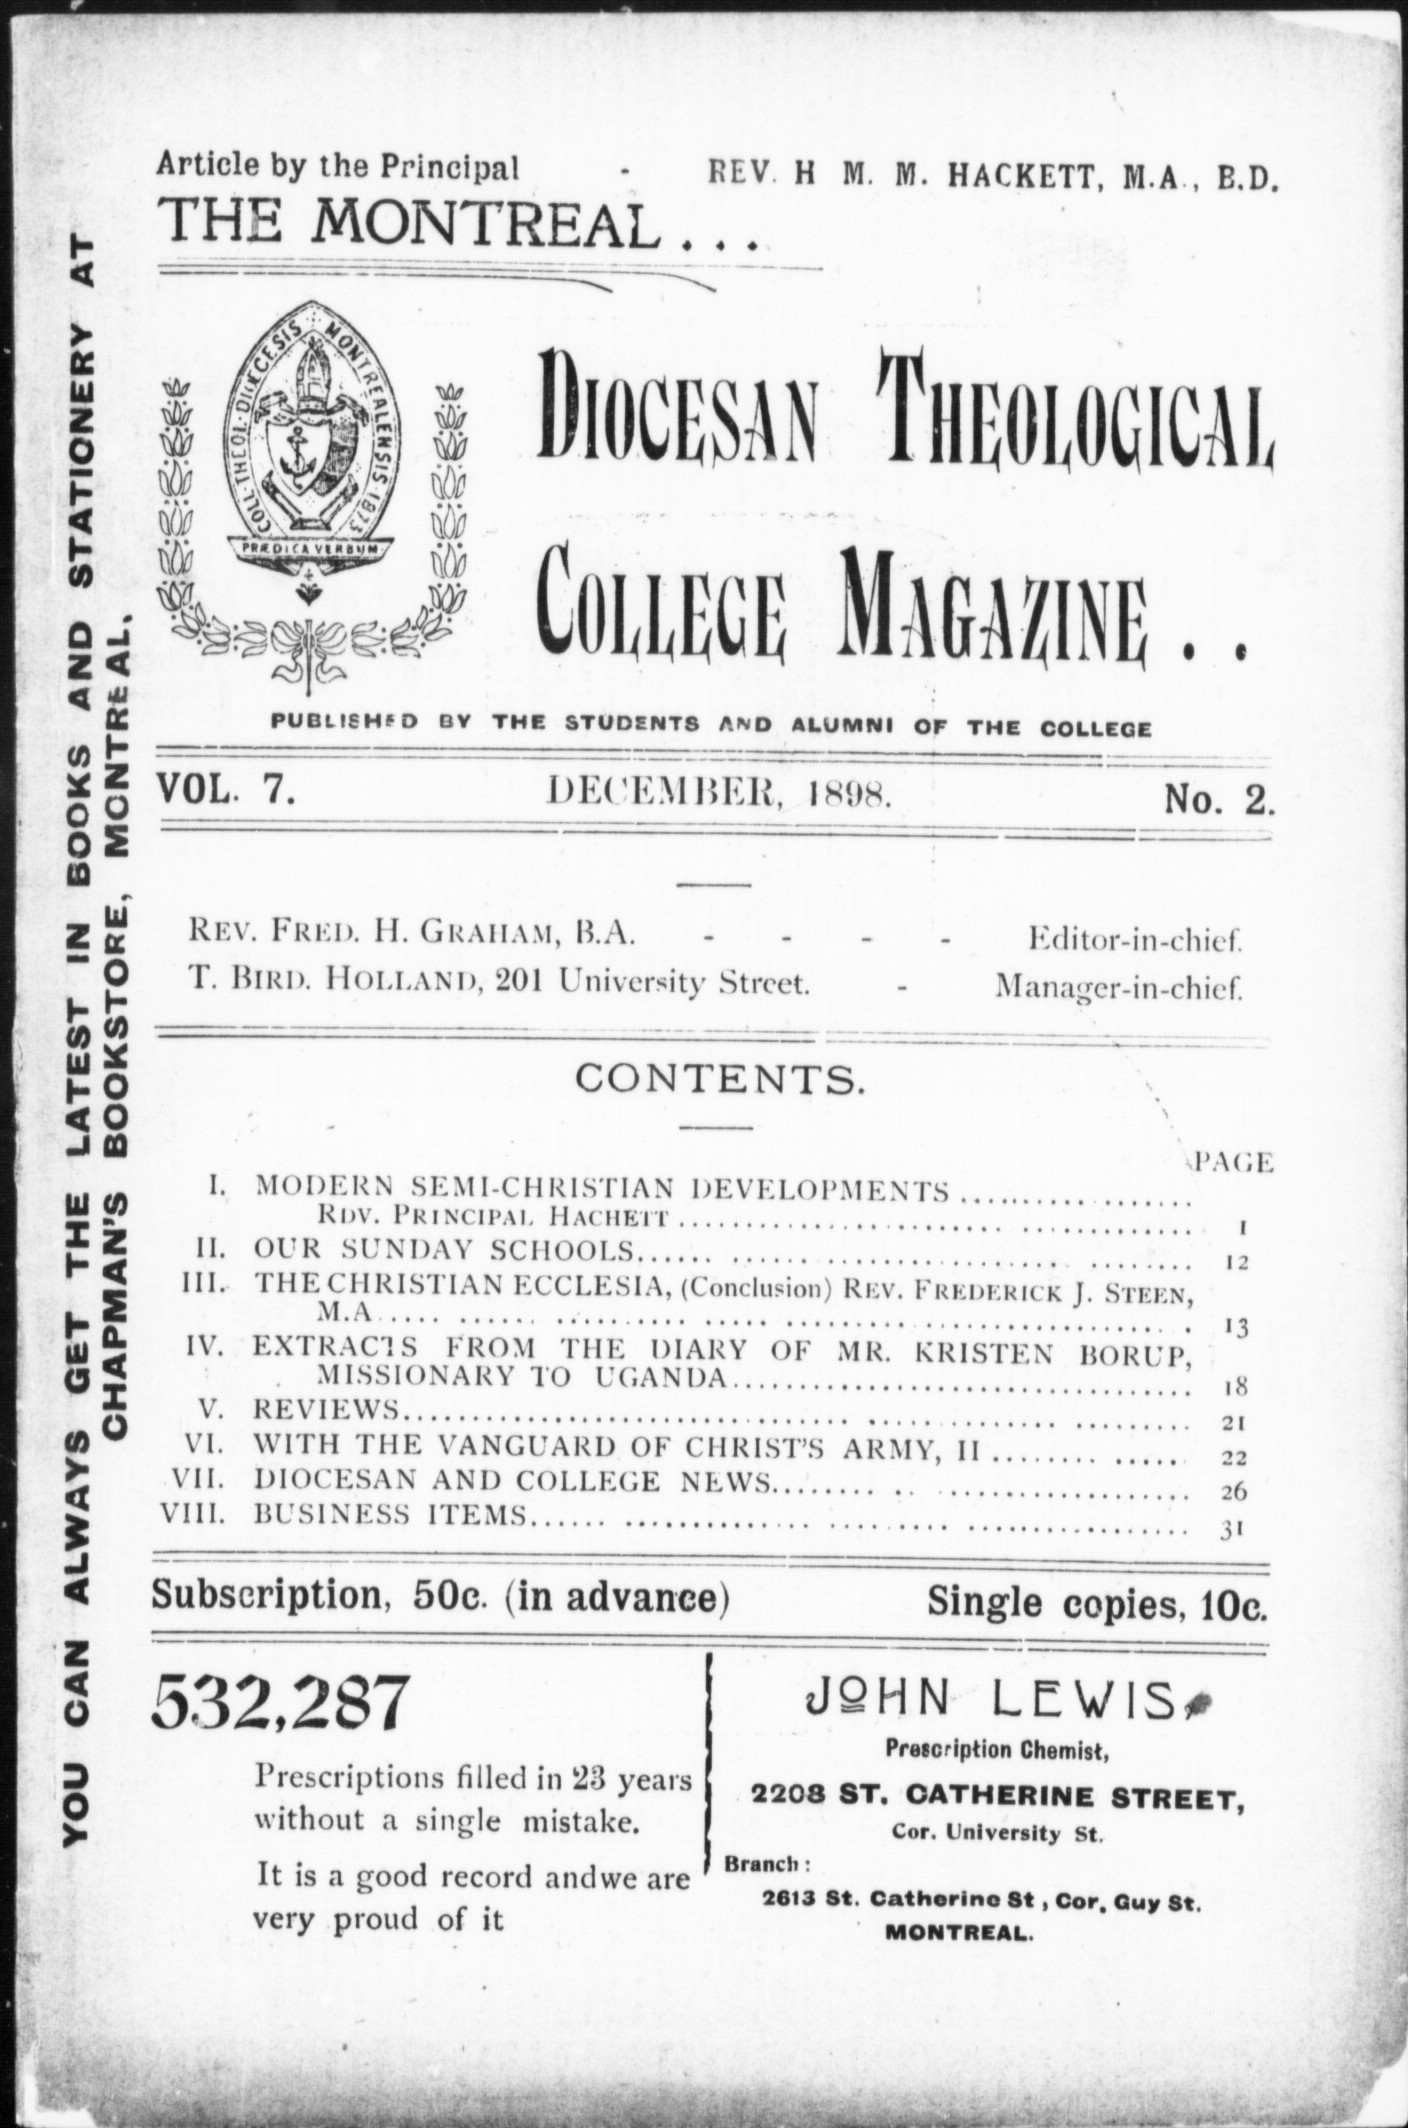 Article by the Principal - REV. H M. M. HACKETT, M.A., B.D.
THE MONTREAL . . .
COLL·THEOL·DIOCESIS MONTREALENSIS·1873
PRÆDICA VERBUM
DIOCESAN THEOLOGICAL
COLLEGE MAGAZINE . .
PUBLISHED BY THE STUDENTS AND ALUMNI OF THE COLLEGE
VOL. 7. DECEMBER, 1898. No. 2.
REV. FRED. H. GRAHAM, B.A. - - - - Editor-in-chief.
T. BIRD. HOLLAND, 201 University Street. - Manager-in-chief.
CONTENTS.
PAGE
I. MODERN SEMI-CHRISTIAN DEVELOPMENTS ....................
RDV. PRINCIPAL HACHETT .................... 1
II. OUR SUNDAY SCHOOLS.................... 12
III. THE CHRISTIAN ECCLESIA, (Conclusion) REV. FREDERICK J. STEEN,
M.A.................... 13
IV. EXTRACTS FROM THE DIARY OF MR. KRISTEN BORUP,
MISSIONARY TO UGANDA.................... 18
V. REVIEWS.................... 21
VI. WITH THE VANGUARD OF CHRIST'S ARMY, II .................... 22
VII. DIOCESAN AND COLLEGE NEWS.................... 26
VIII. BUSINESS ITEMS.................... 31
Subscription, 50c. (in advance) Single copies, 10c.
532,287
Prescriptions filled in 23 years
without a single mistake.
It is a good record andwe are
very proud of it
JOHN LEWIS
Prescription Chemist,
2208 ST. CATHERINE STREET,
Cor. University St.
Branch :
2613 St. Catherine St , Cor. Guy St.
MONTREAL.
YOU CAN ALWAYS GET THE LATEST IN BOOKS AND STATIONERY AT
CHAPMAN'S BOOKSTORE, MONTREAL.